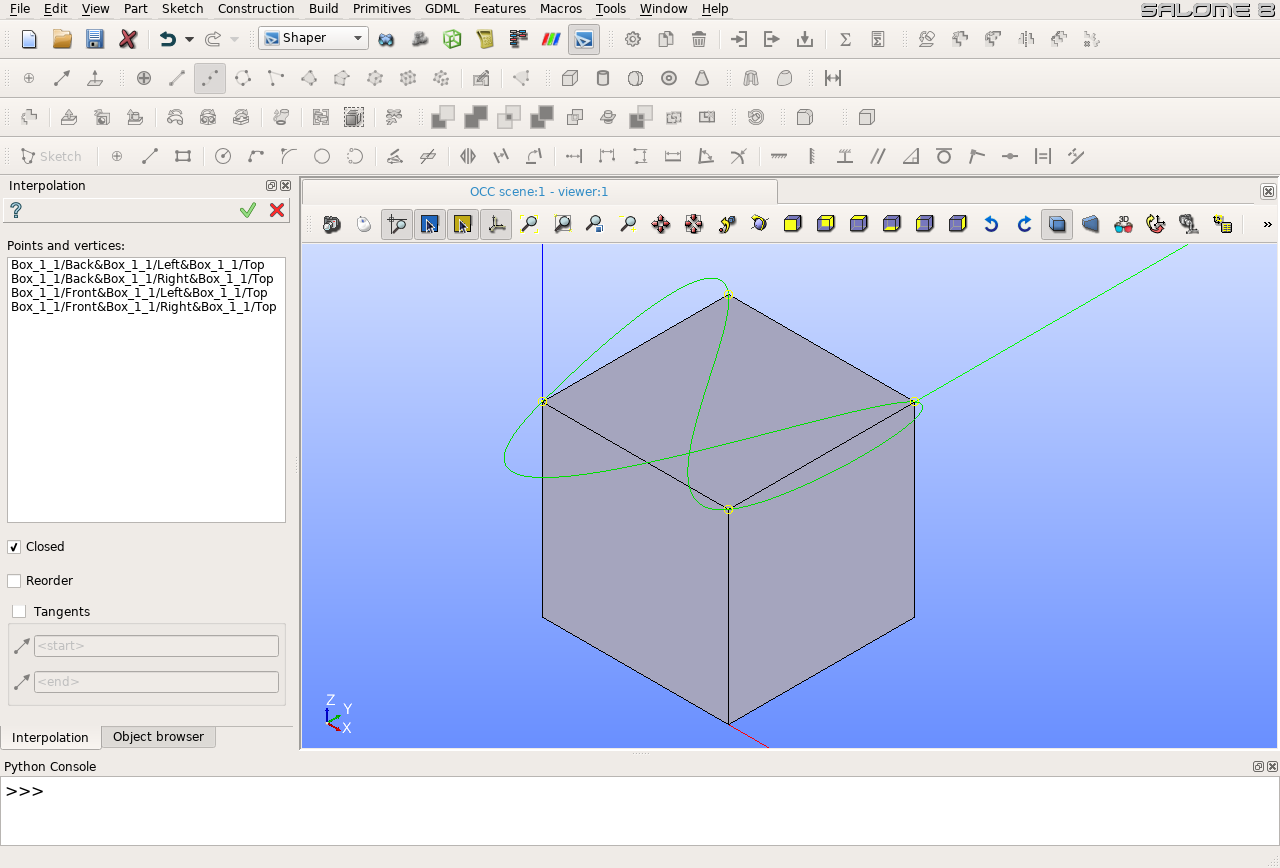 File Edit View Part Sketch Construction Build Primitives GDML Features Macros Tools Window Help
SALOME 8
Shaper
Sketch
Interpolation
OCC scene:1 - viewer:1
?
3D
»
Points and vertices:
Box_1_1/Back&Box_1_1/Left&Box_1_1/Top
Box_1_1/Back&Box_1_1/Right&Box_1_1/Top
Box_1_1/Front&Box_1_1/Left&Box_1_1/Top
Box_1_1/Front&Box_1_1/Right&Box_1_1/Top
Closed
Reorder
Tangents
<start>
<end>
Z
Y
X
Interpolation Object browser
Python Console
>>>